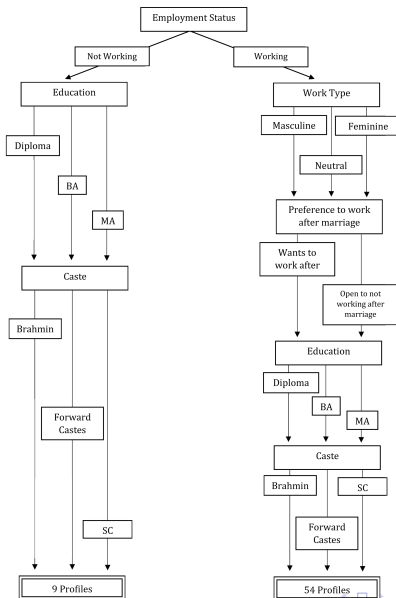 Employment Status
Not Working
Working
Education
Work Type
Masculine
Feminine
Diploma
Neutral
BA
MA
Preference to work
after marriage
Wants to
work after
Caste
Open to not
working after
marriage
Brahmin
Education
Diploma
BA
MA
Forward
Castes
Caste
Brahmin
SC
SC
Forward
Castes
9 Profiles
54 Profiles